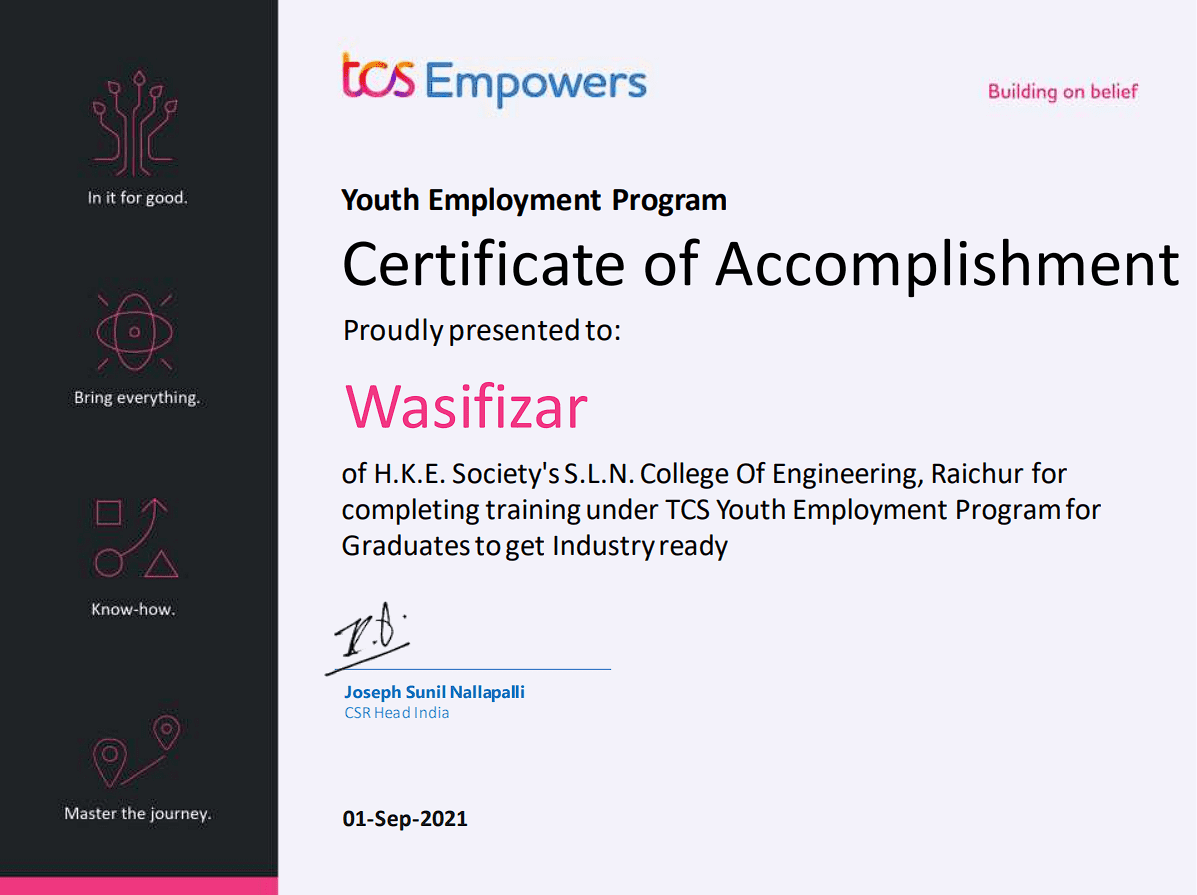 tcs Empowers
Building on belief
In it for good.
Youth Employment Program
Certificate of Accomplishment
Proudly presented to:
Bring everything.
Wasifizar
of H.K.E. Society's S.L.N. College Of Engineering, Raichur for
completing training under TCS Youth Employment Program for
Graduates to get Industry ready
Know-how.
Joseph Sunil Nallapalli
CSR Head India
Master the journey.
01-Sep-2021